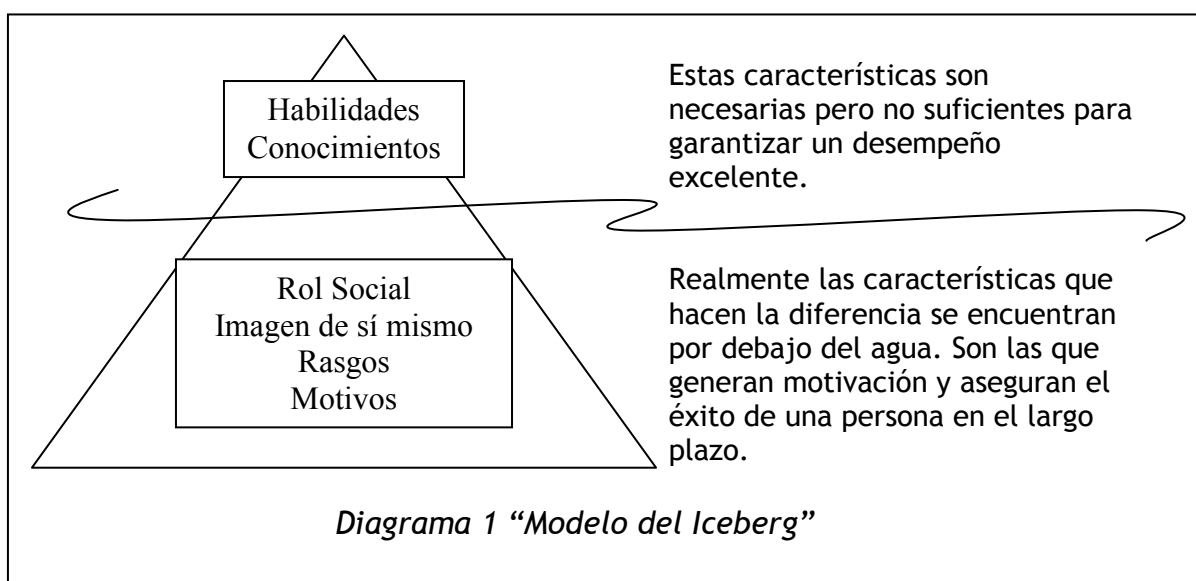 Habilidades
Conocimientos
Estas características son
necesarias pero no suficientes para
garantizar un desempeño
excelente.
Rol Social
Imagen de sí mismo
Rasgos
Motivos
Realmente las características que
hacen la diferencia se encuentran
por debajo del agua. Son las que
generan motivación y aseguran el
éxito de una persona en el largo
plazo.
Diagrama 1 “Modelo del Iceberg”